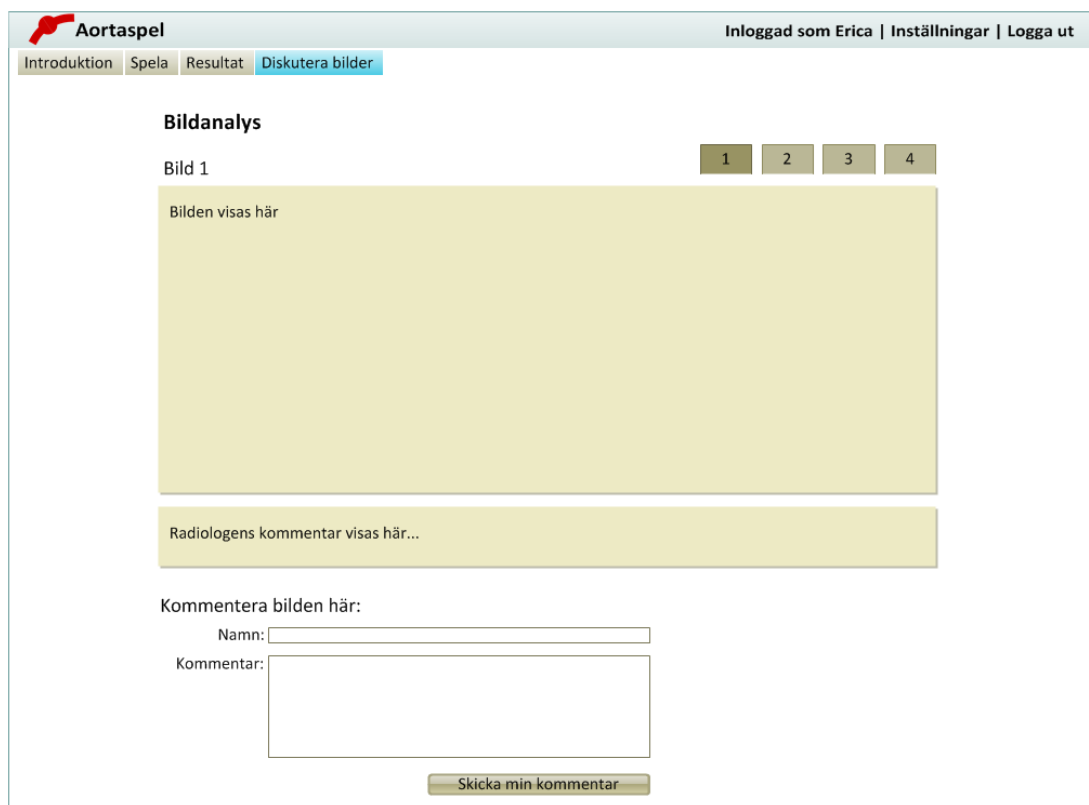 Aortaspel
Inloggad som Erica | Inställningar | Logga ut
Introduktion Spela Resultat Diskutera bilder
Bildanalys
Bild 1
1 2 3 4
Bilden visas här
Radiologens kommentar visas här...
Kommentera bilden här:
Namn:
Kommentar:
Skicka min kommentar